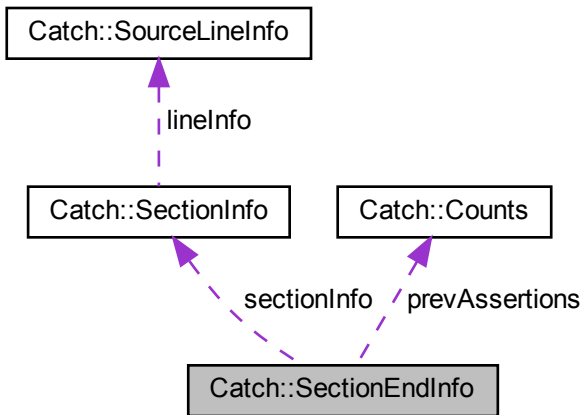 Catch::SourceLineInfo
lineInfo
Catch::SectionInfo
Catch::Counts
sectionInfo
prevAssertions
Catch::SectionEndInfo